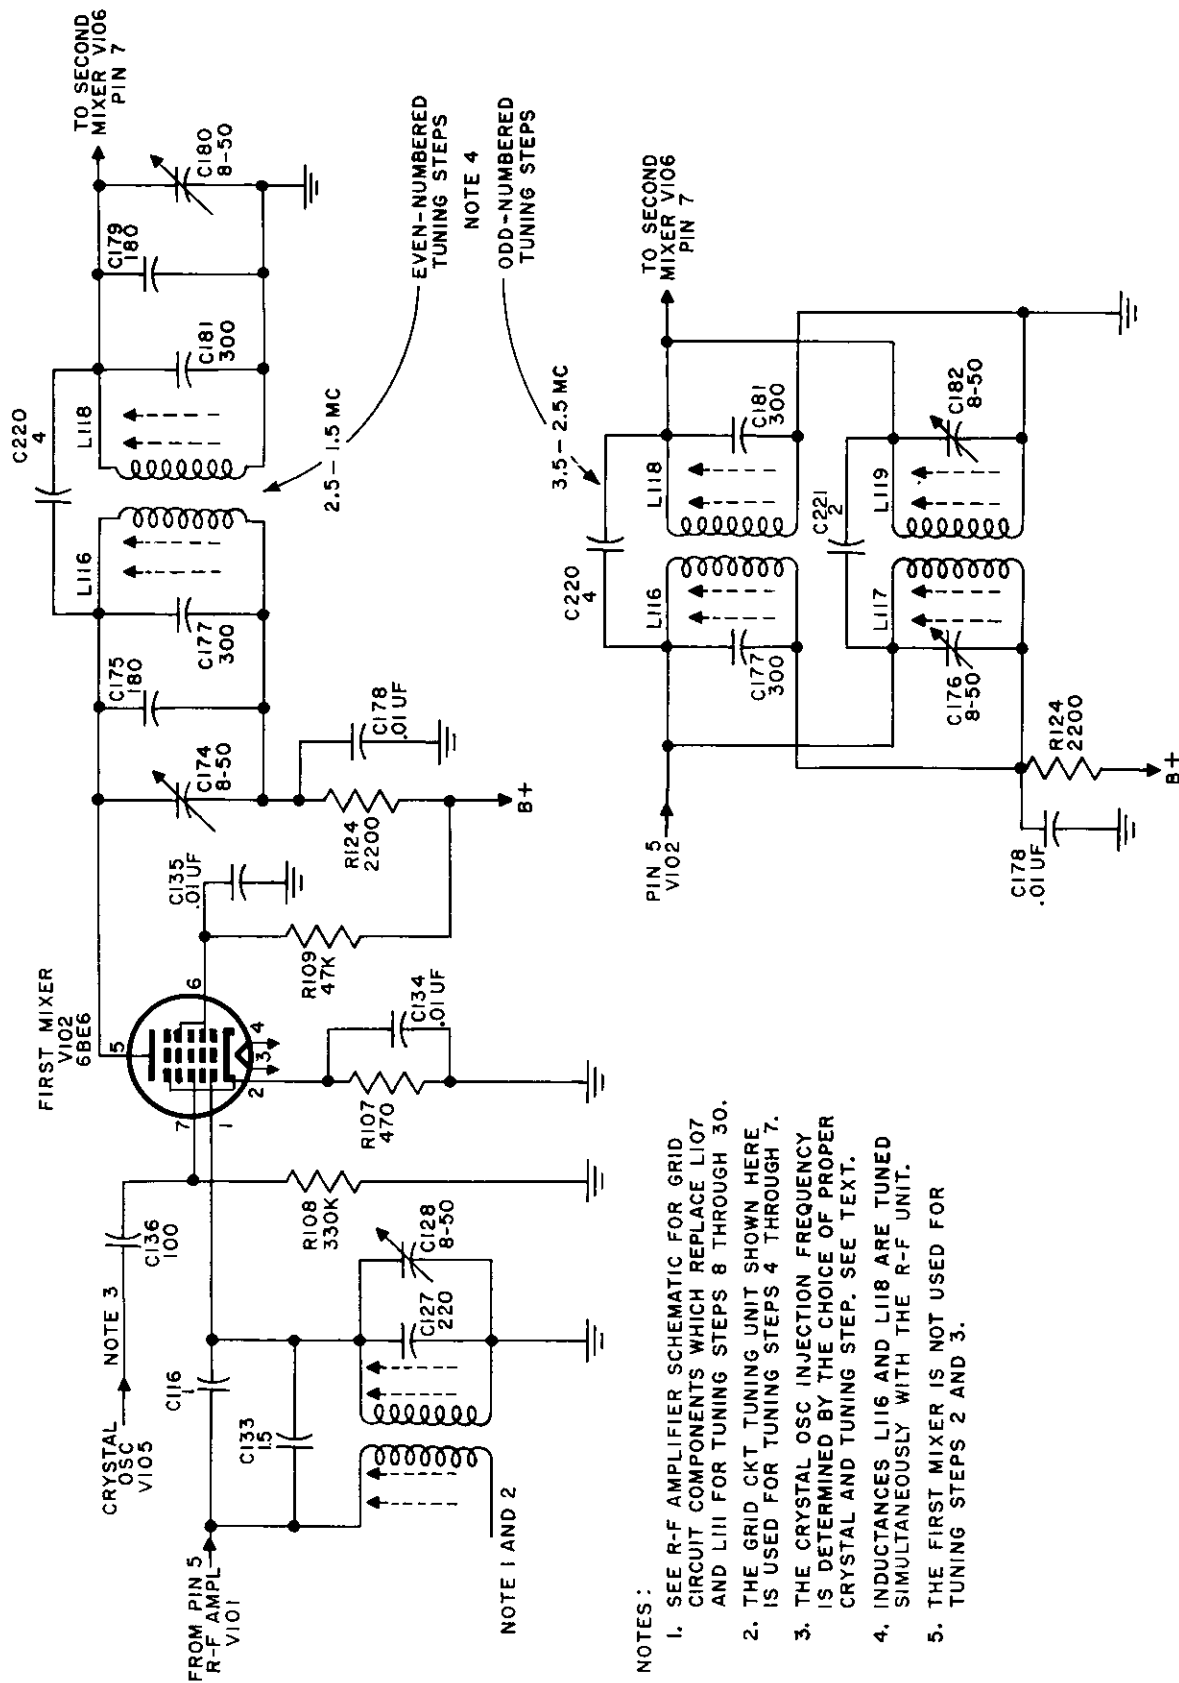 FIRST MIXER
V102
6BE6
5
7
1
6
2
3
4
CRYSTAL
OSC
V105
NOTE 3
C136
100
FROM PIN 5
R-F AMPL
V101
C116
1
C133
1.5
C127
220
C128
8-50
R108
330K
NOTE 1 AND 2
R107
470
C134
.01 UF
R109
47K
C135
.01 UF
R124
2200
C178
.01 UF
B+
C174
8-50
C175
180
C177
300
L116
C220
4
L118
C181
300
C179
180
C180
8-50
TO SECOND
MIXER V106
PIN 7
2.5-1.5 MC
EVEN-NUMBERED
TUNING STEPS
NOTE 4
ODD-NUMBERED
TUNING STEPS
3.5-2.5 MC
PIN 5
V102
C220
4
L116
L118
C177
300
C181
300
C221
2
L117
L119
C176
8-50
C182
8-50
TO SECOND
MIXER V106
PIN 7
C178
.01 UF
R124
2200
B+
NOTES:
1. SEE R-F AMPLIFIER SCHEMATIC FOR GRID
CIRCUIT COMPONENTS WHICH REPLACE L107
AND L111 FOR TUNING STEPS 8 THROUGH 30.
2. THE GRID CKT TUNING UNIT SHOWN HERE
IS USED FOR TUNING STEPS 4 THROUGH 7.
3. THE CRYSTAL OSC INJECTION FREQUENCY
IS DETERMINED BY THE CHOICE OF PROPER
CRYSTAL AND TUNING STEP. SEE TEXT.
4. INDUCTANCES L116 AND L118 ARE TUNED
SIMULTANEOUSLY WITH THE R-F UNIT.
5. THE FIRST MIXER IS NOT USED FOR
TUNING STEPS 2 AND 3.